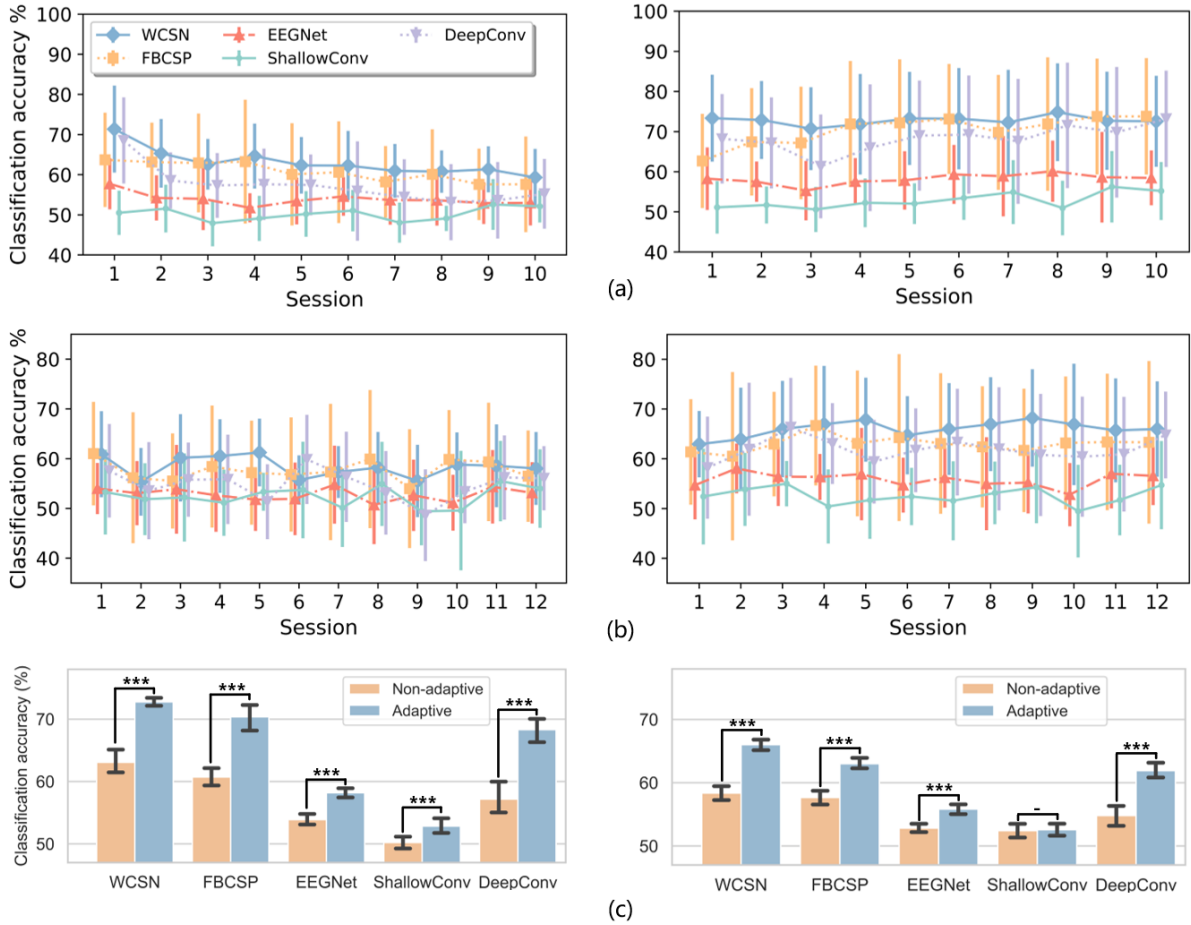 Classification accuracy %
100
90
80
70
60
50
40
WCSN
FBCSP
EEGNet
ShallowConv
DeepConv
1 2 3 4 5 6 7 8 9 10
Session
100
90
80
70
60
50
40
1 2 3 4 5 6 7 8 9 10
Session
(a)
Classification accuracy %
80
70
60
50
40
1 2 3 4 5 6 7 8 9 10 11 12
Session
80
70
60
50
40
1 2 3 4 5 6 7 8 9 10 11 12
Session
(b)
Classification accuracy (%)
70
60
50
Non-adaptive
Adaptive
*** *** *** *** ***
WCSN FBCSP EEGNet ShallowConv DeepConv
70
60
50
Non-adaptive
Adaptive
*** *** *** - ***
WCSN FBCSP EEGNet ShallowConv DeepConv
(c)